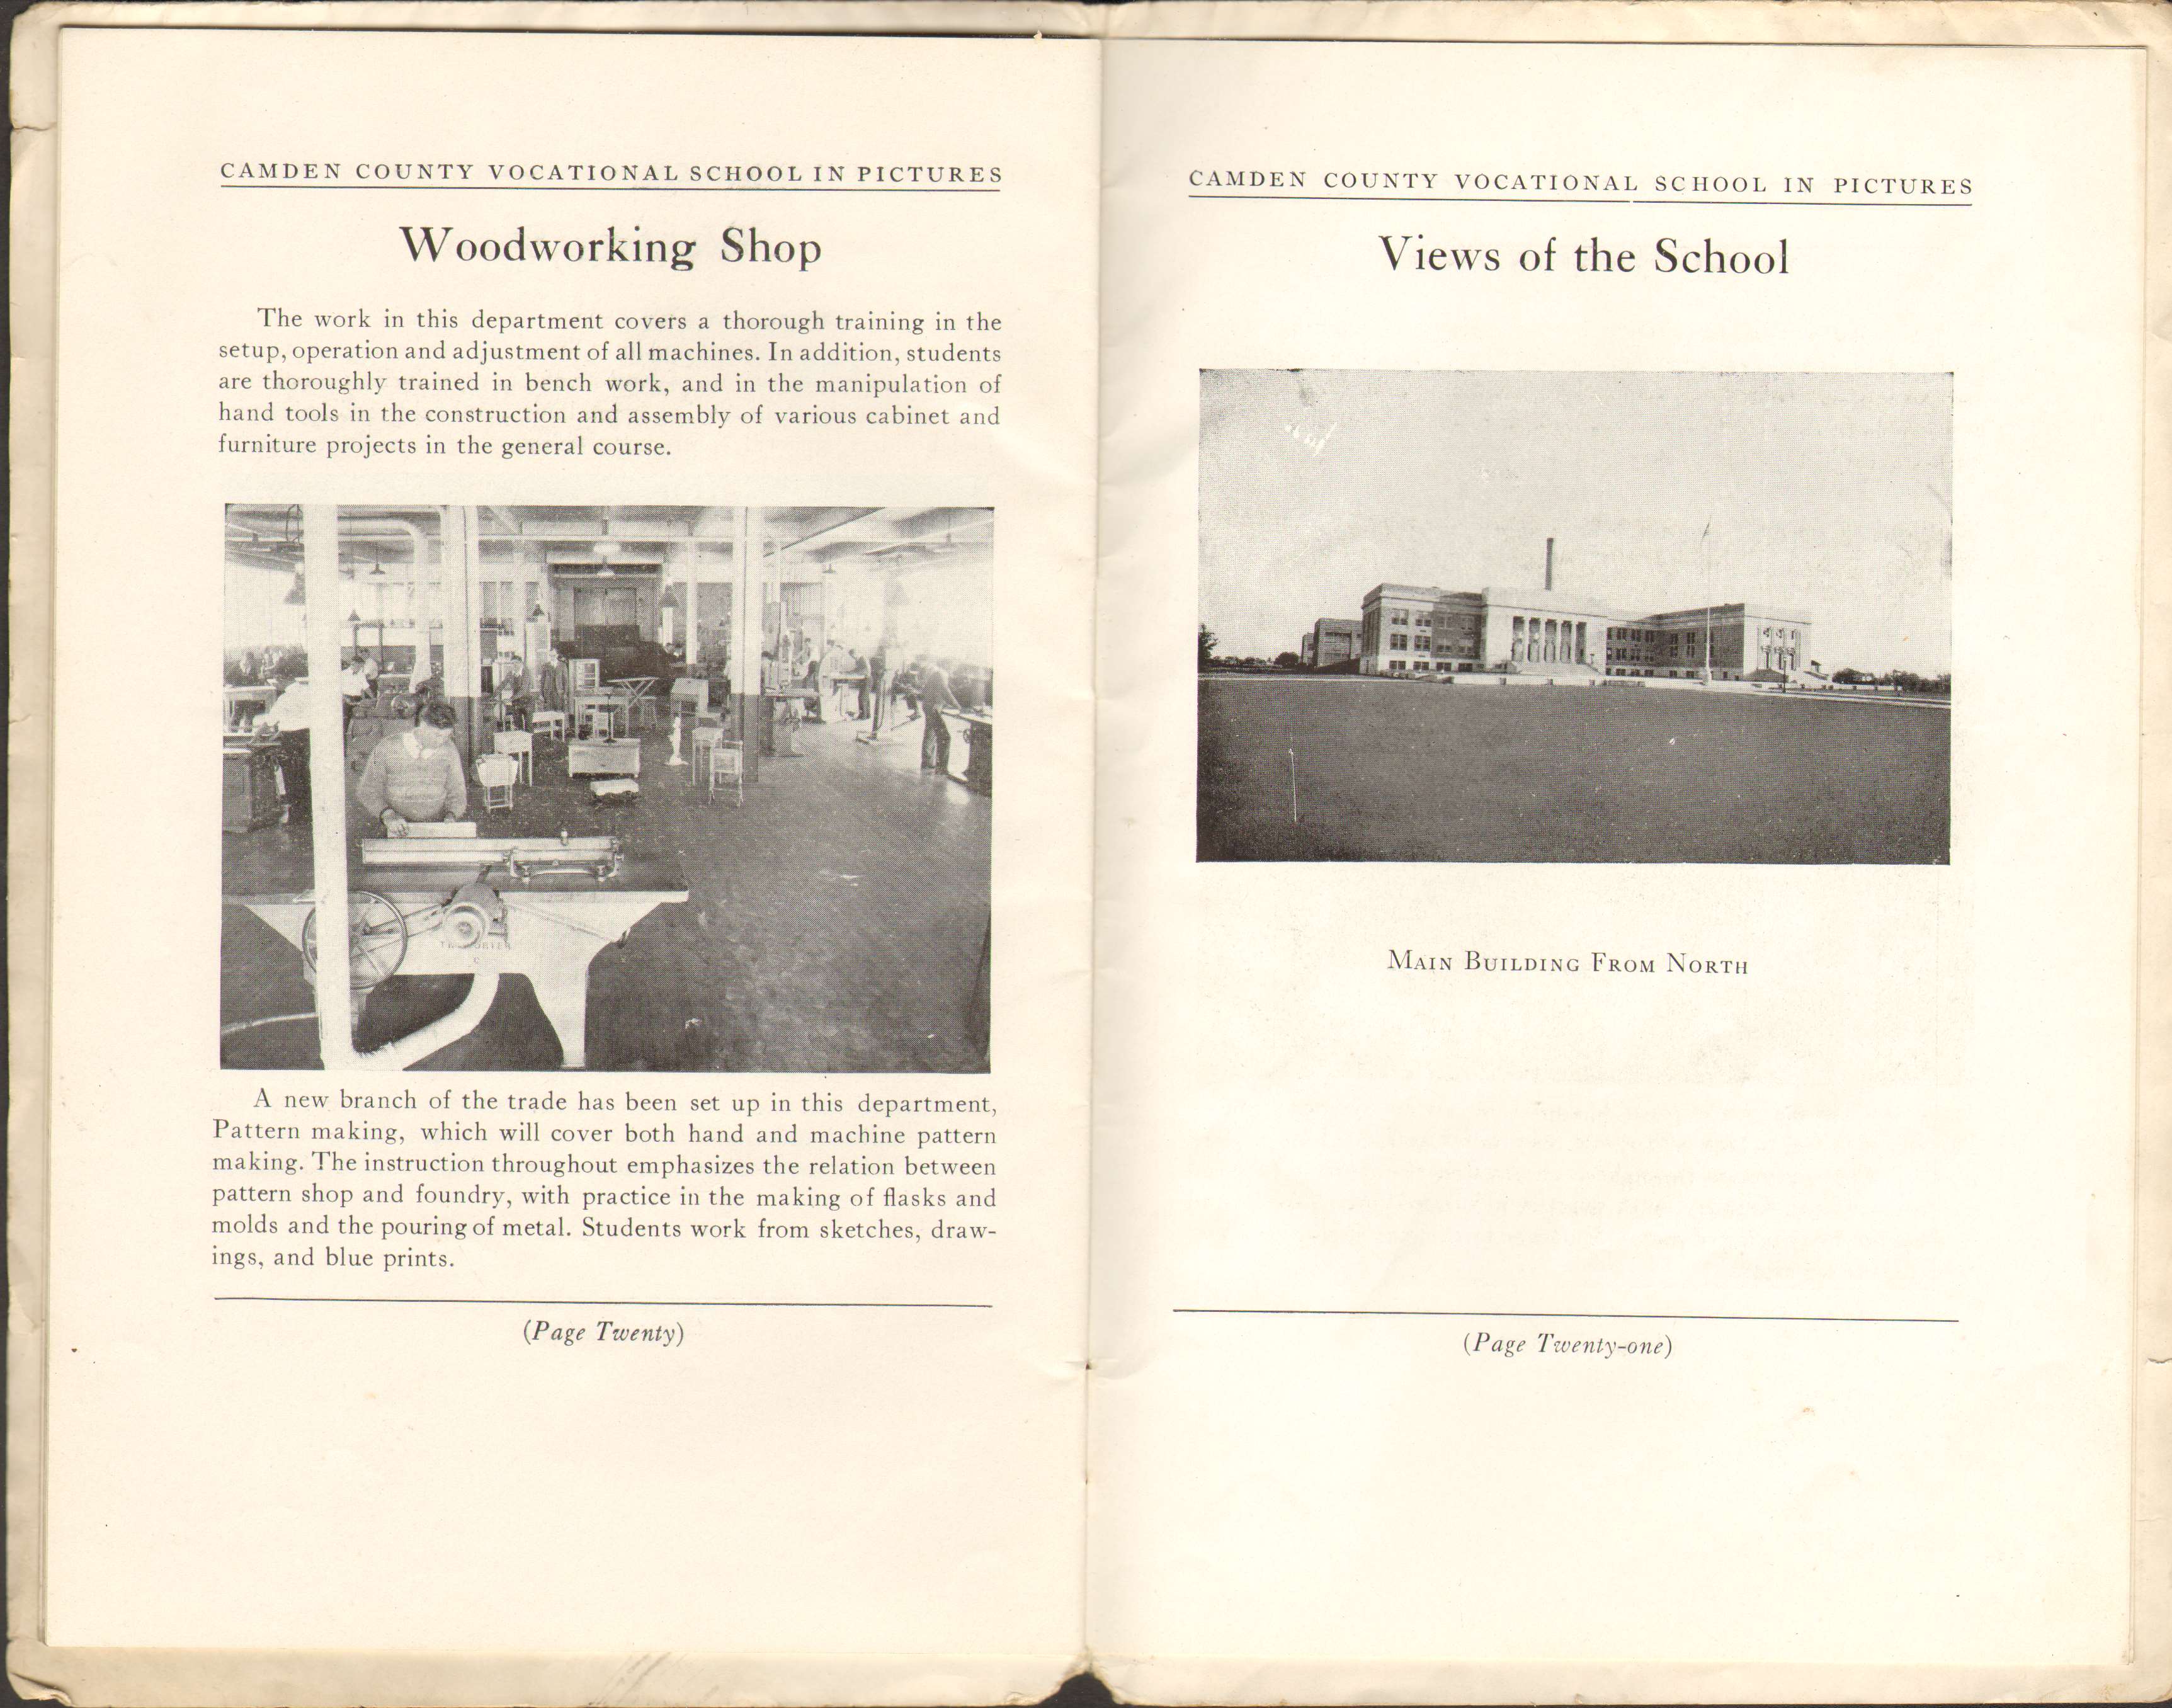 CAMDEN COUNTY VOCATIONAL SCHOOL IN PICTURES
Woodworking Shop
The work in this department covers a thorough training in the
setup, operation and adjustment of all machines. In addition, students
are thoroughly trained in bench work, and in the manipulation of
hand tools in the construction and assembly of various cabinet and
furniture projects in the general course.
A new branch of the trade has been set up in this department,
Pattern making, which will cover both hand and machine pattern
making. The instruction throughout emphasizes the relation between
pattern shop and foundry, with practice in the making of flasks and
molds and the pouring of metal. Students work from sketches, draw-
ings, and blue prints.
(Page Twenty)
CAMDEN COUNTY VOCATIONAL SCHOOL IN PICTURES
Views of the School
MAIN BUILDING FROM NORTH
(Page Twenty-one)